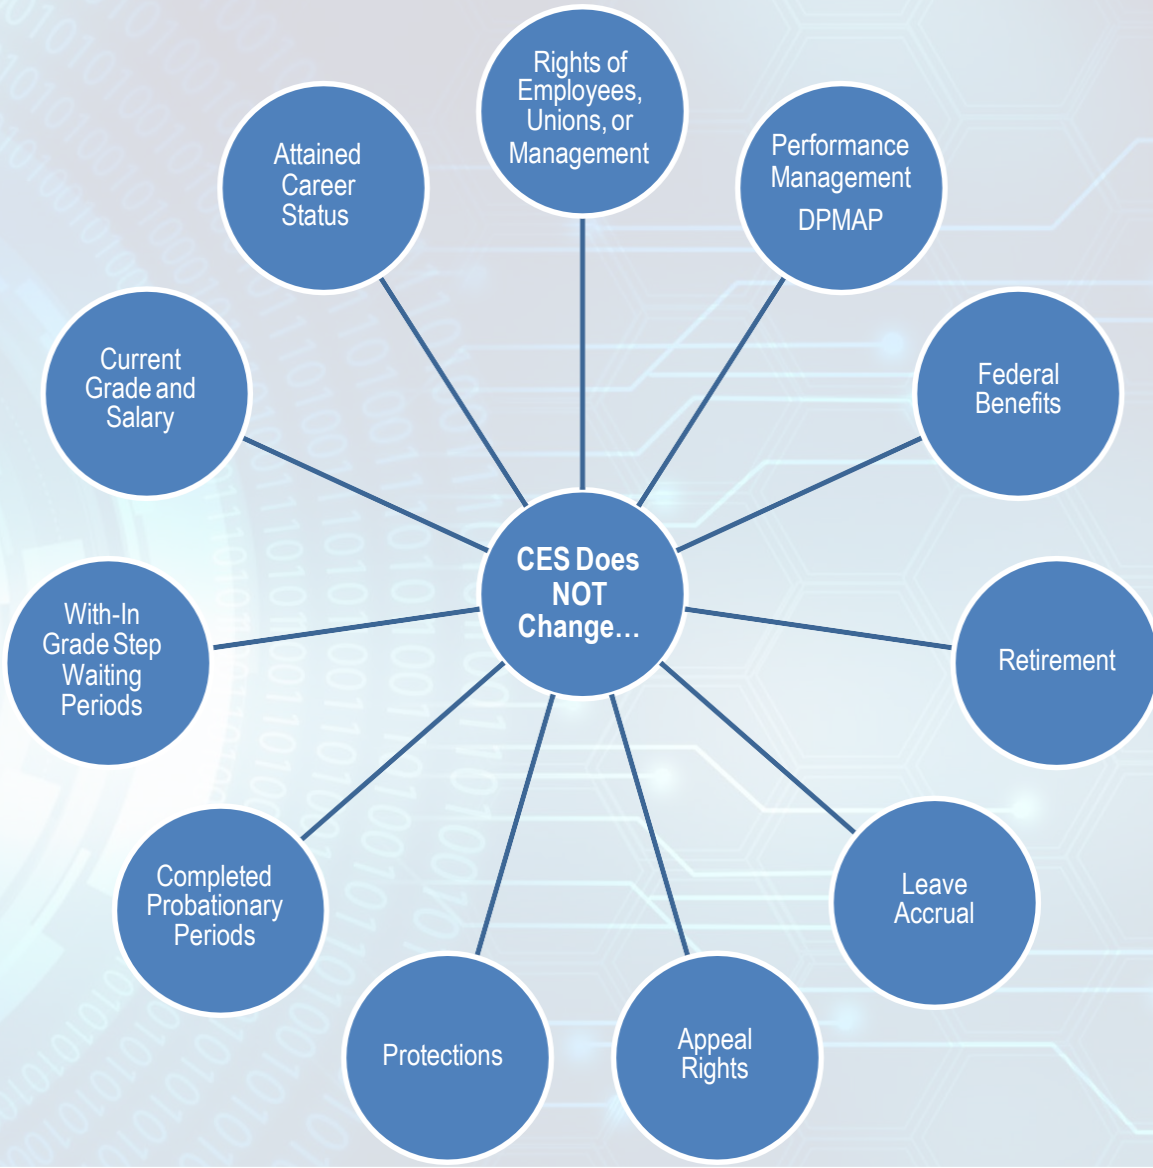 Rights of
Employees,
Unions, or
Management
Performance
Management
DPMAP
Federal
Benefits
Retirement
Leave
Accrual
Appeal
Rights
Protections
Completed
Probationary
Periods
With-In
Grade Step
Waiting
Periods
Current
Grade and
Salary
Attained
Career
Status
CES Does
NOT
Change…